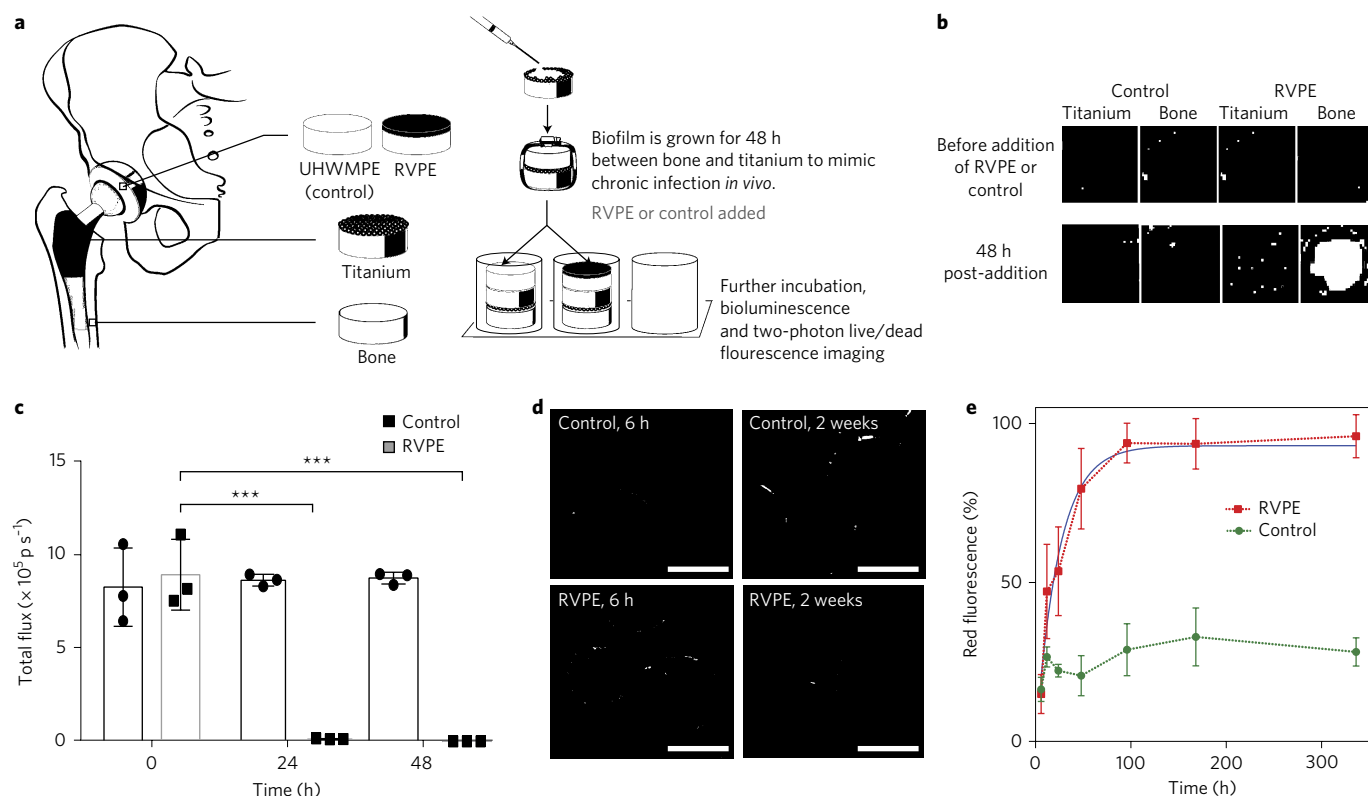 a
UHWMPE
(control)
RVPE
Titanium
Bone
Biofilm is grown for 48 h
between bone and titanium to mimic
chronic infection in vivo.
RVPE or control added
Further incubation,
bioluminescence
and two-photon live/dead
flourescence imaging
b
Control RVPE
Titanium Bone Titanium Bone
Before addition
of RVPE or
control
48 h
post-addition
c
Control
RVPE
***
***
15
10
5
0
Total flux (× 10⁵ p s⁻¹)
0 24 48
Time (h)
d
Control, 6 h
Control, 2 weeks
RVPE, 6 h
RVPE, 2 weeks
e
100
50
0
Red fluorescence (%)
RVPE
Control
0 100 200 300
Time (h)